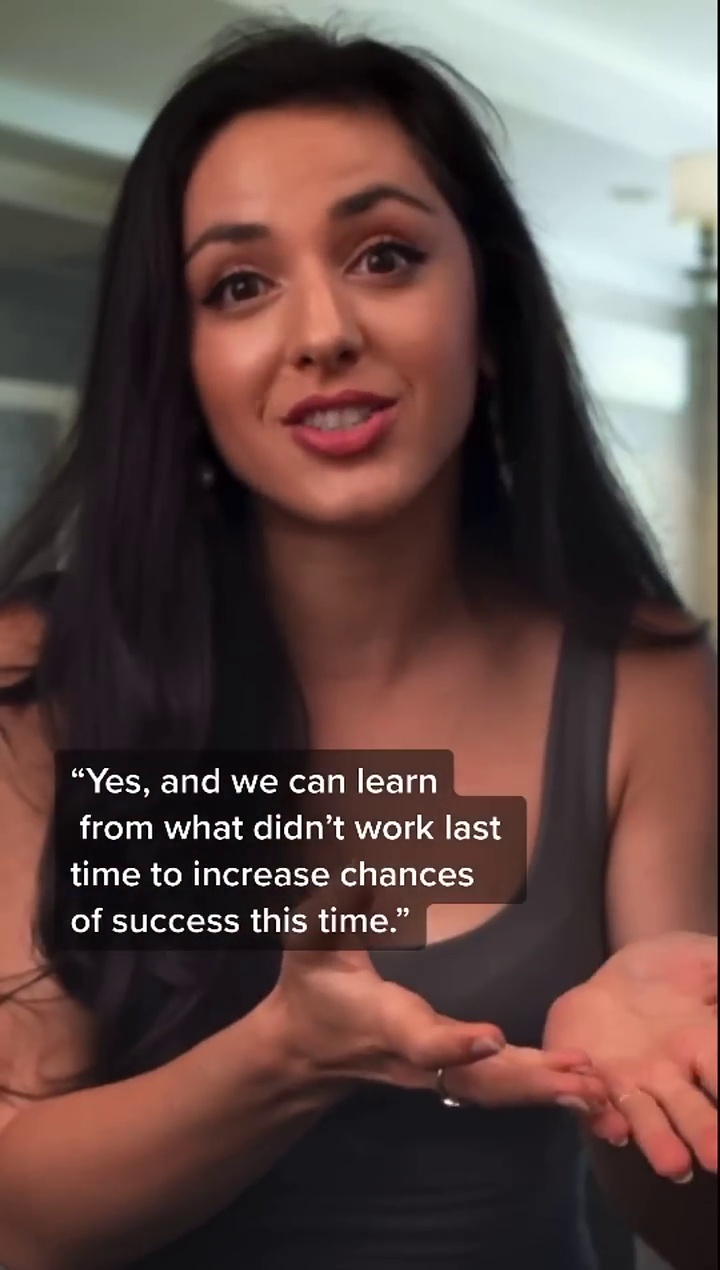 “Yes, and we can learn
from what didn’t work last
time to increase chances
of success this time.”